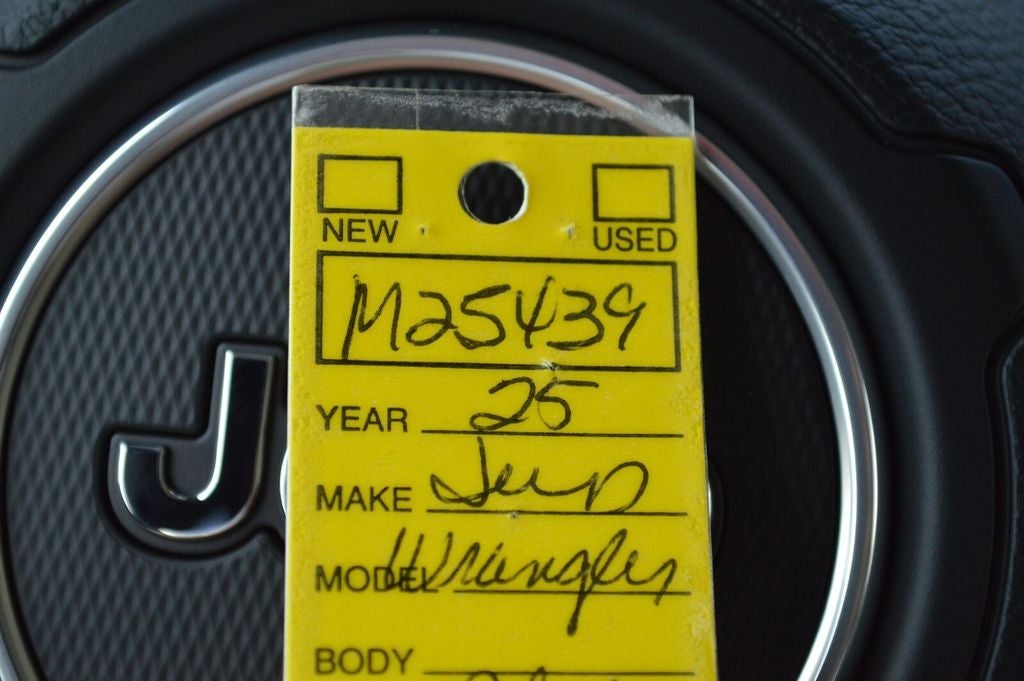 NEW USED
M25439
YEAR 25
MAKE Jeep
MODEL Wrangler
BODY
J